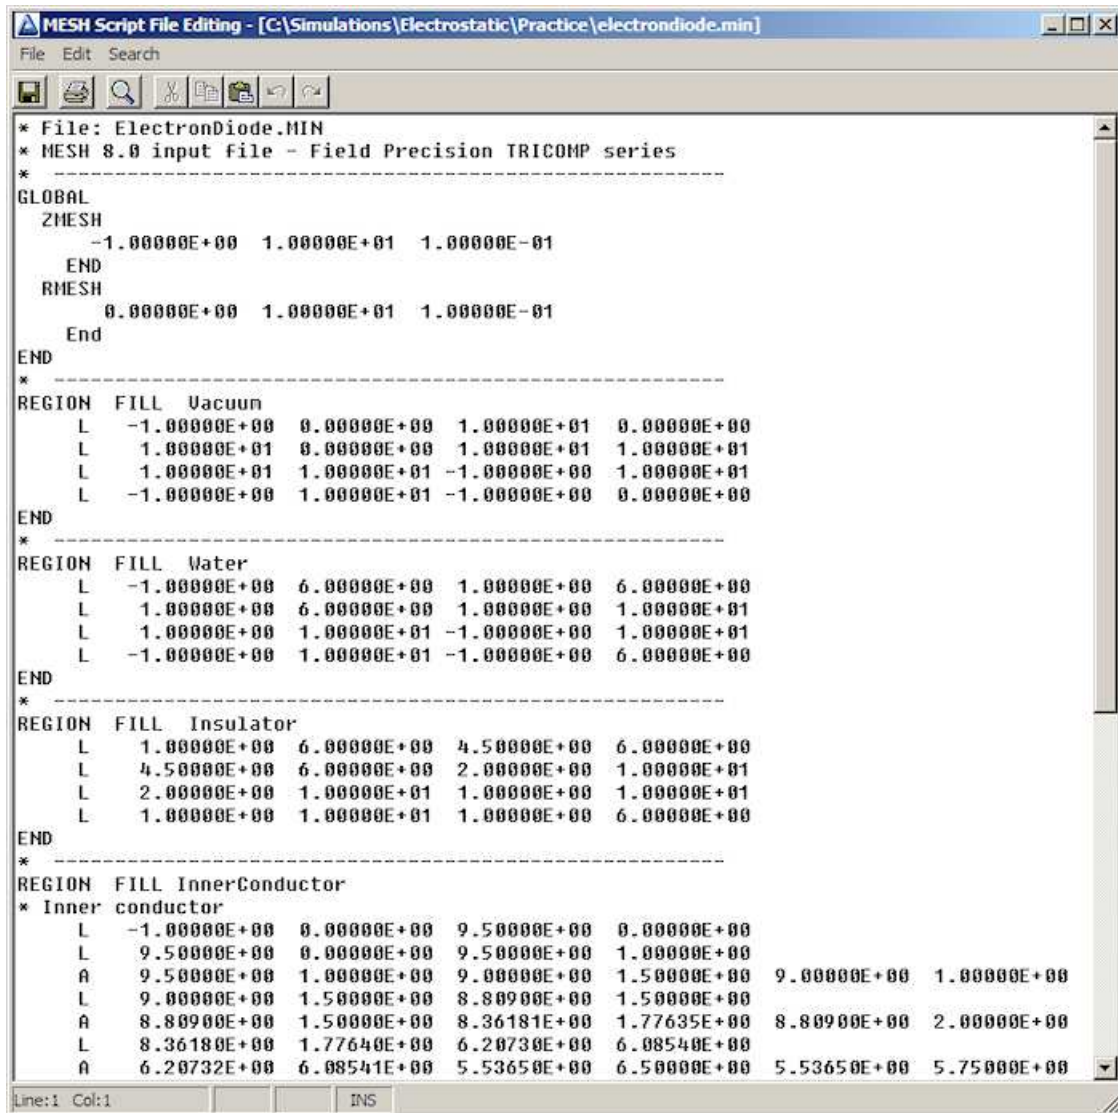 MESH Script File Editing - [C:\Simulations\Electrostatic\Practice\electrondiode.min]
File Edit Search
* File: ElectronDiode.MIN
* MESH 8.0 input file - Field Precision TRICOMP series
* -------------------------------------------------------
GLOBAL
ZMESH
-1.00000E+00 1.00000E+01 1.00000E-01
END
RMESH
0.00000E+00 1.00000E+01 1.00000E-01
End
END
* -------------------------------------------------------
REGION FILL Vacuum
L -1.00000E+00 0.00000E+00 1.00000E+01 0.00000E+00
L 1.00000E+01 0.00000E+00 1.00000E+01 1.00000E+01
L 1.00000E+01 1.00000E+01 -1.00000E+00 1.00000E+01
L -1.00000E+00 1.00000E+01 -1.00000E+00 0.00000E+00
END
* -------------------------------------------------------
REGION FILL Water
L -1.00000E+00 6.00000E+00 1.00000E+00 6.00000E+00
L 1.00000E+00 6.00000E+00 1.00000E+00 1.00000E+01
L 1.00000E+00 1.00000E+01 -1.00000E+00 1.00000E+01
L -1.00000E+00 1.00000E+01 -1.00000E+00 6.00000E+00
END
* -------------------------------------------------------
REGION FILL Insulator
L 1.00000E+00 6.00000E+00 4.50000E+00 6.00000E+00
L 4.50000E+00 6.00000E+00 2.00000E+00 1.00000E+01
L 2.00000E+00 1.00000E+01 1.00000E+00 1.00000E+01
L 1.00000E+00 1.00000E+01 1.00000E+00 6.00000E+00
END
* -------------------------------------------------------
REGION FILL InnerConductor
* Inner conductor
L -1.00000E+00 0.00000E+00 9.50000E+00 0.00000E+00
L 9.50000E+00 0.00000E+00 9.50000E+00 1.00000E+00
A 9.50000E+00 1.00000E+00 9.00000E+00 1.50000E+00 9.00000E+00 1.00000E+00
L 9.00000E+00 1.50000E+00 8.80900E+00 1.50000E+00
A 8.80900E+00 1.50000E+00 8.36181E+00 1.77635E+00 8.80900E+00 2.00000E+00
L 8.36180E+00 1.77640E+00 6.20730E+00 6.08540E+00
A 6.20732E+00 6.08541E+00 5.53650E+00 6.50000E+00 5.53650E+00 5.75000E+00
Line:1 Col:1 INS